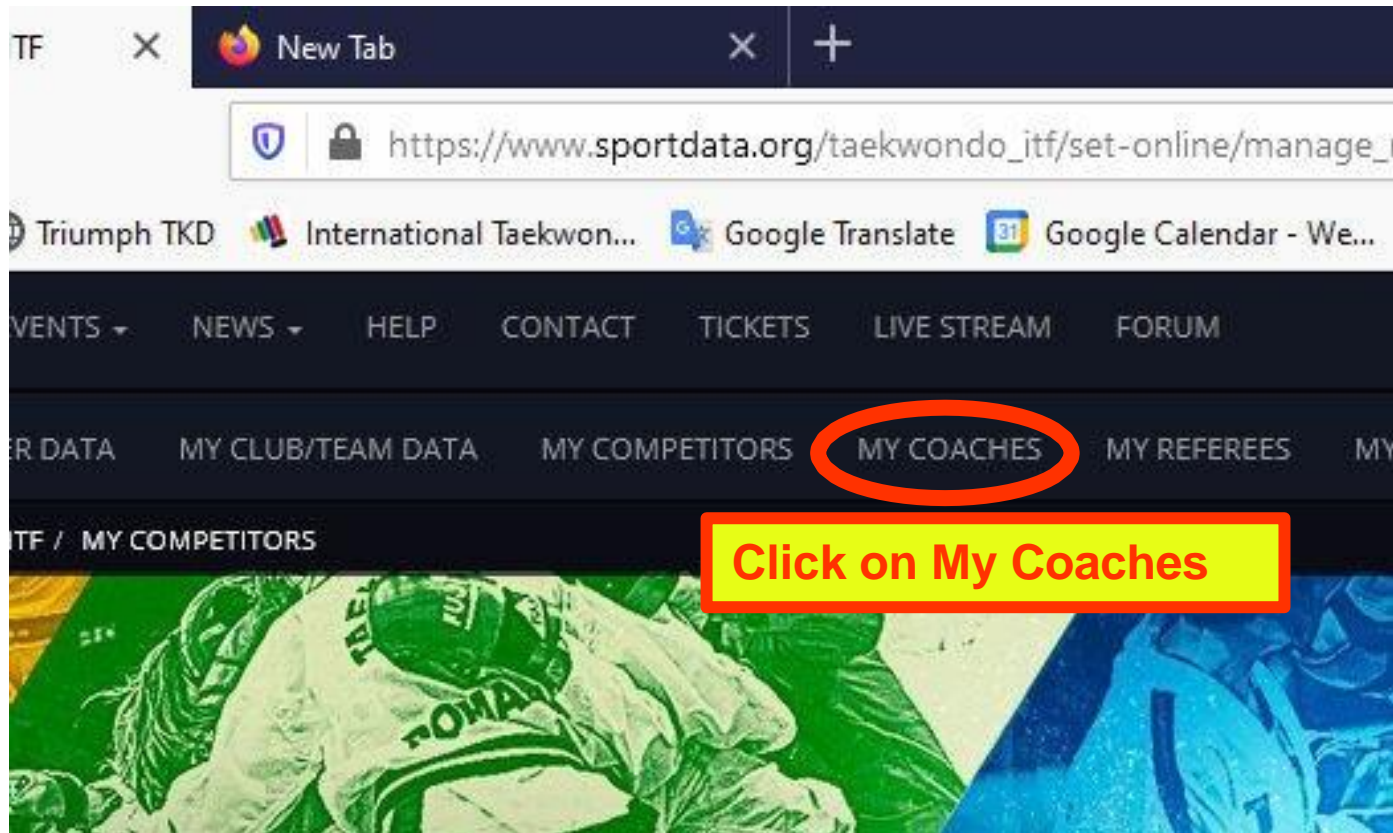 TF New Tab
https://www.sportdata.org/taekwondo_itf/set-online/manage_
Triumph TKD International Taekwon... Google Translate 31 Google Calendar - We...
VENTS NEWS HELP CONTACT TICKETS LIVE STREAM FORUM
ER DATA MY CLUB/TEAM DATA MY COMPETITORS MY COACHES MY REFEREES MY
ITF / MY COMPETITORS
Click on My Coaches